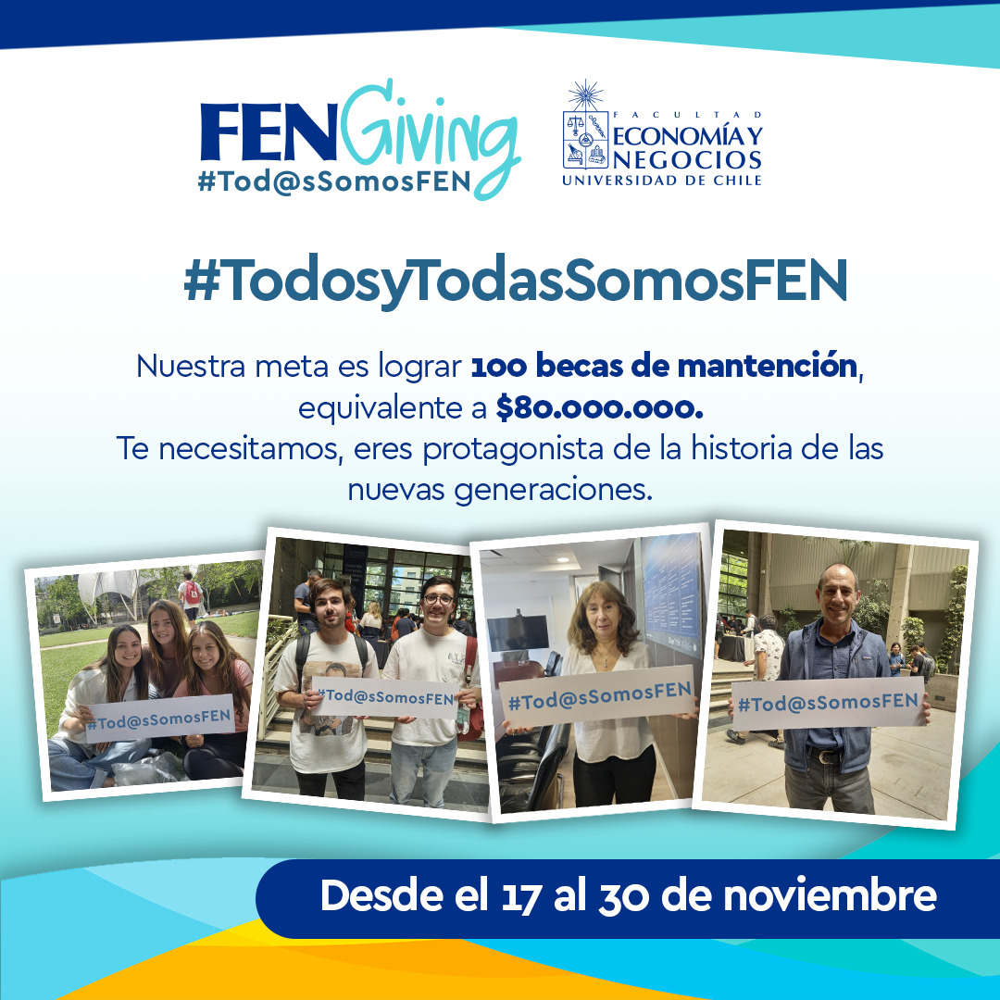 FENGiving
#Tod@sSomosFEN
FACULTAD
ECONOMÍA Y
NEGOCIOS
UNIVERSIDAD DE CHILE
#TodosyTodasSomosFEN
Nuestra meta es lograr 100 becas de mantención,
equivalente a $80.000.000.
Te necesitamos, eres protagonista de la historia de las
nuevas generaciones.
#Tod@sSomosFEN
#Tod@sSomosFEN
#Tod@sSomosFEN
#Tod@sSomosFEN
Desde el 17 al 30 de noviembre